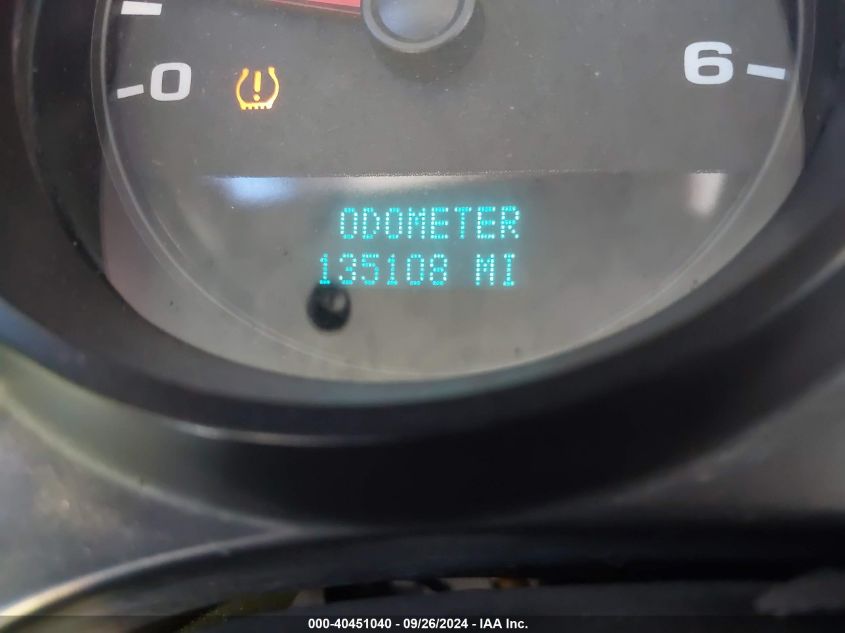 0
6
ODOMETER
135108 MI
000-40451040 - 09/26/2024 - IAA Inc.